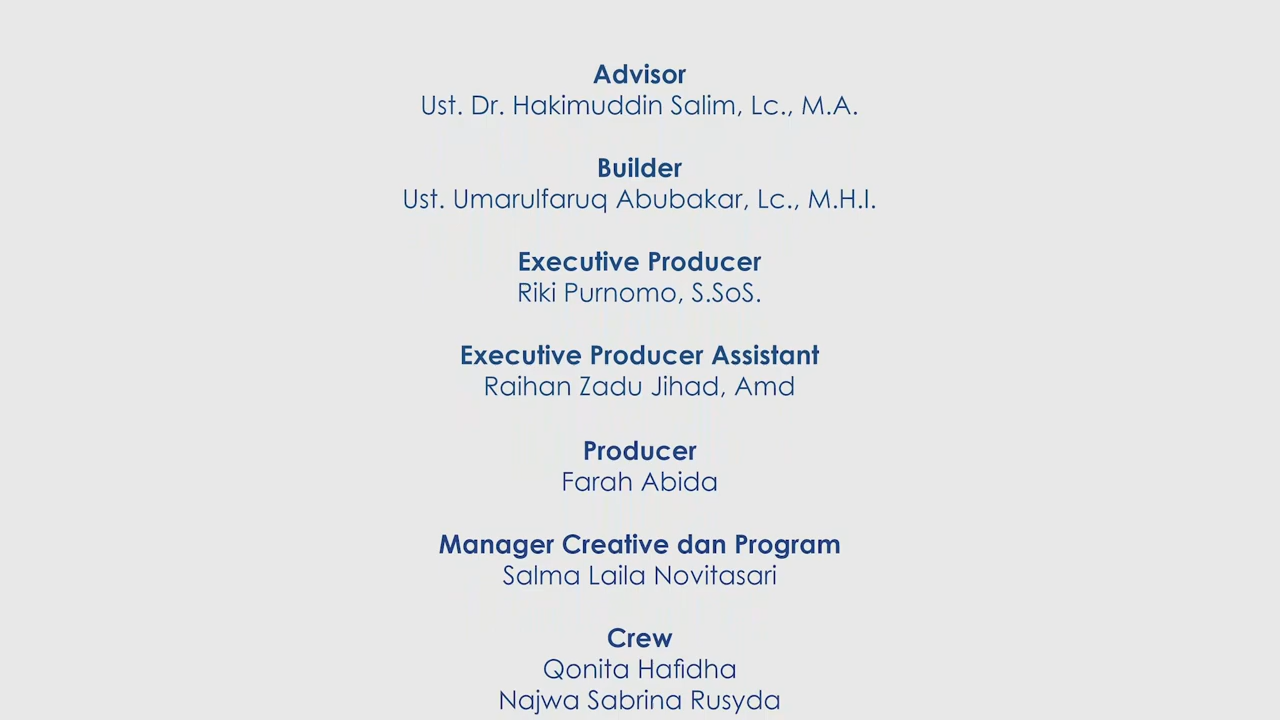 Advisor
Ust. Dr. Hakimuddin Salim, Lc., M.A.
Builder
Ust. Umarulfaruq Abubakar, Lc., M.H.I.
Executive Producer
Riki Purnomo, S.SoS.
Executive Producer Assistant
Raihan Zadu Jihad, Amd
Producer
Farah Abida
Manager Creative dan Program
Salma Laila Novitasari
Crew
Qonita Hafidha
Najwa Sabrina Rusyda